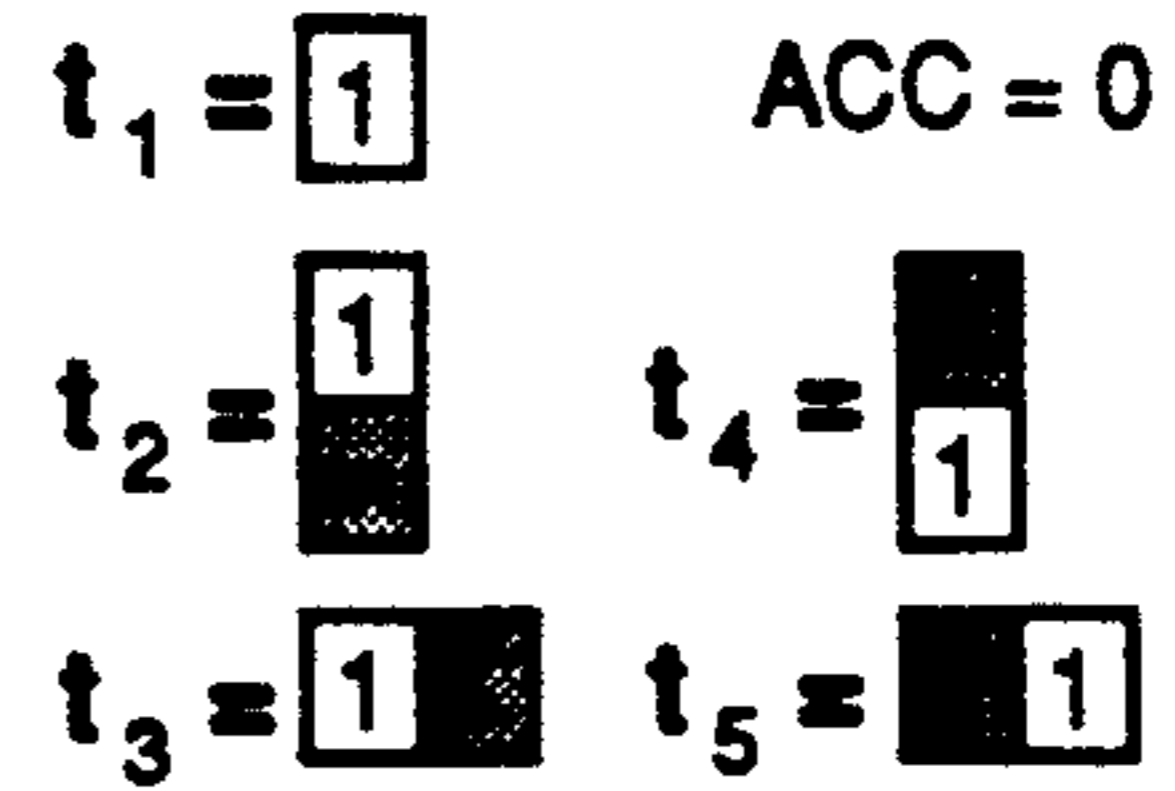 t1 = 1 ACC = 0
t2 = 1 t4 = 1
t3 = 1 t5 = 1